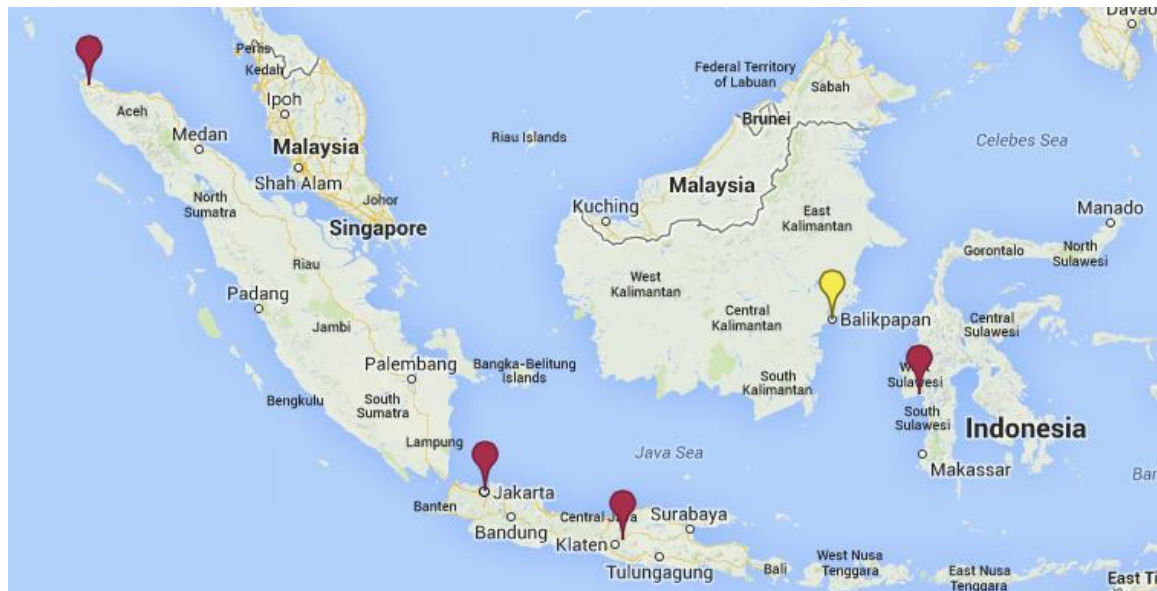 Davao
Perlis
Kedah
Federal Territory
of Labuan
Sabah
Aceh
Ipoh
Brunei
Medan
Riau Islands
Celebes Sea
Malaysia
Shah Alam
Malaysia
North
Sumatra
Johor
Kuching
East
Kalimantan
Manado
Singapore
Gorontalo
North
Sulawesi
Riau
West
Kalimantan
Padang
Central
Kalimantan
Balikpapan
Central
Sulawesi
Jambi
Palembang
Bangka-Belitung
Islands
South
Kalimantan
Sulawesi
Bengkulu
South
Sumatra
South
Sulawesi
Indonesia
Lampung
Java Sea
Makassar
Jakarta
Banten
Central
Surabaya
Bandung
Klaten
Tulungagung
Bali
West Nusa
Tenggara
East Nusa
Tenggara
East Ti